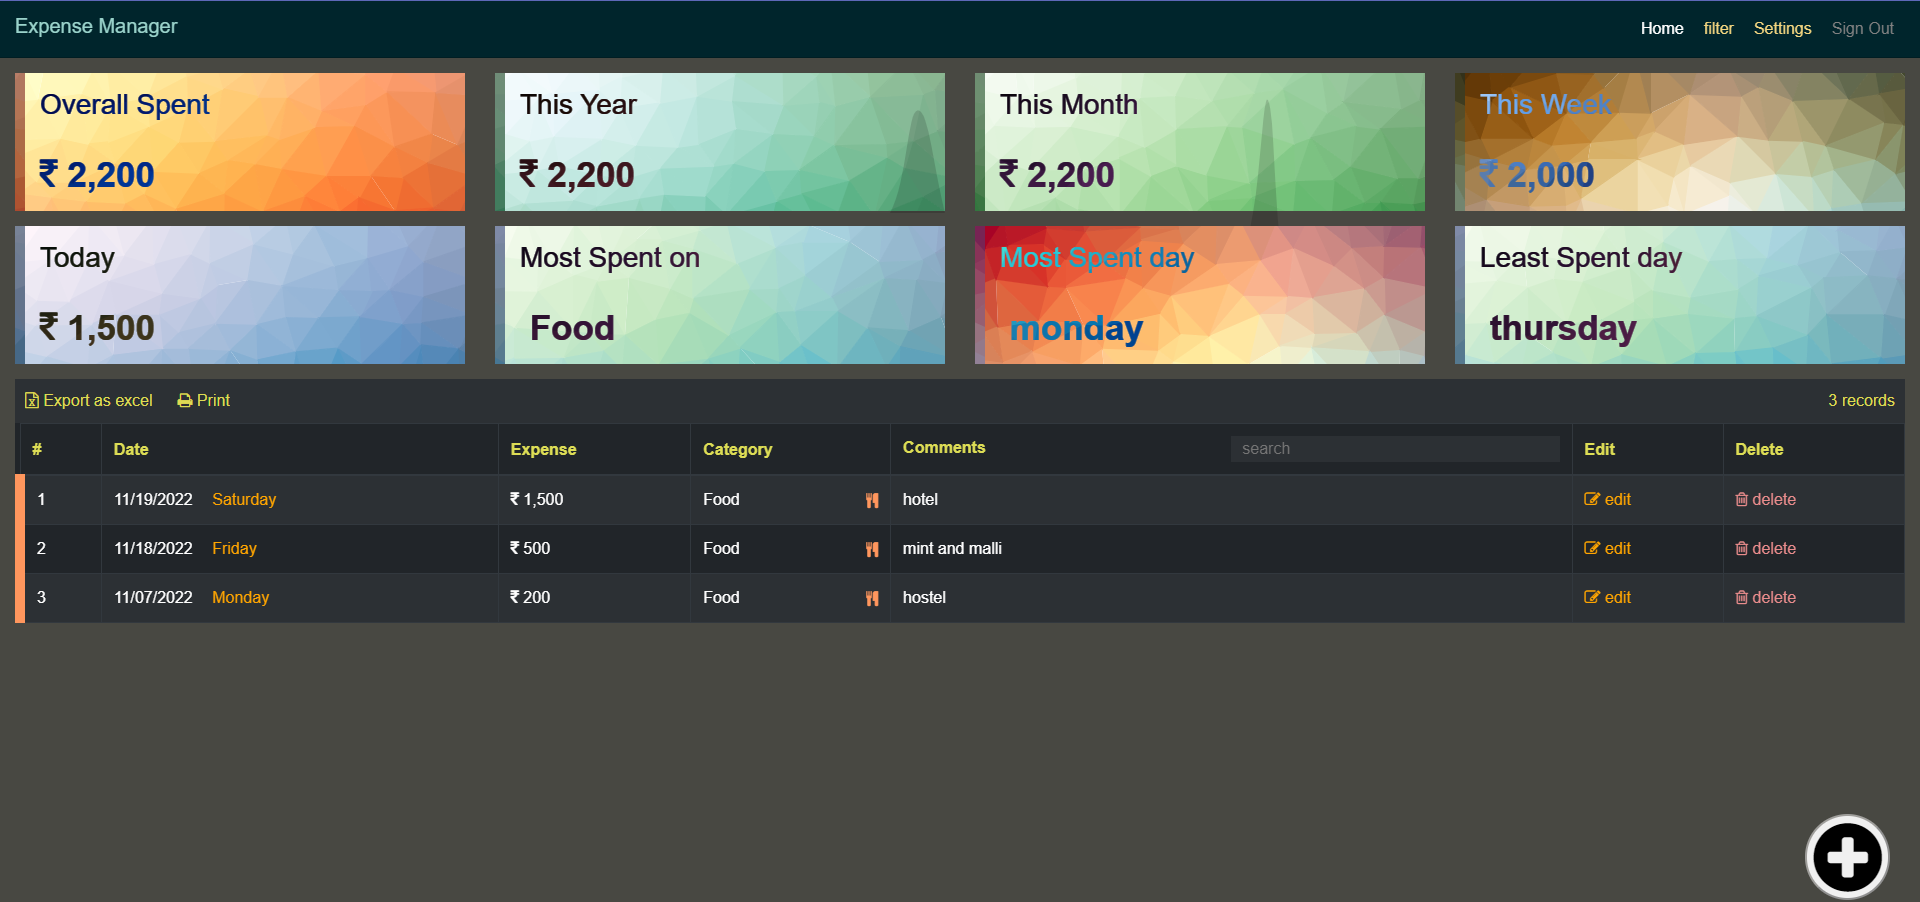 Expense Manager
Home filter Settings Sign Out
Overall Spent
₹ 2,200
This Year
₹ 2,200
This Month
₹ 2,200
This Week
₹ 2,000
Today
₹ 1,500
Most Spent on
Food
Most Spent day
monday
Least Spent day
thursday
Export as excel Print 3 records
# Date Expense Category Comments search Edit Delete
1 11/19/2022 Saturday ₹ 1,500 Food hotel edit delete
2 11/18/2022 Friday ₹ 500 Food mint and malli edit delete
3 11/07/2022 Monday ₹ 200 Food hostel edit delete